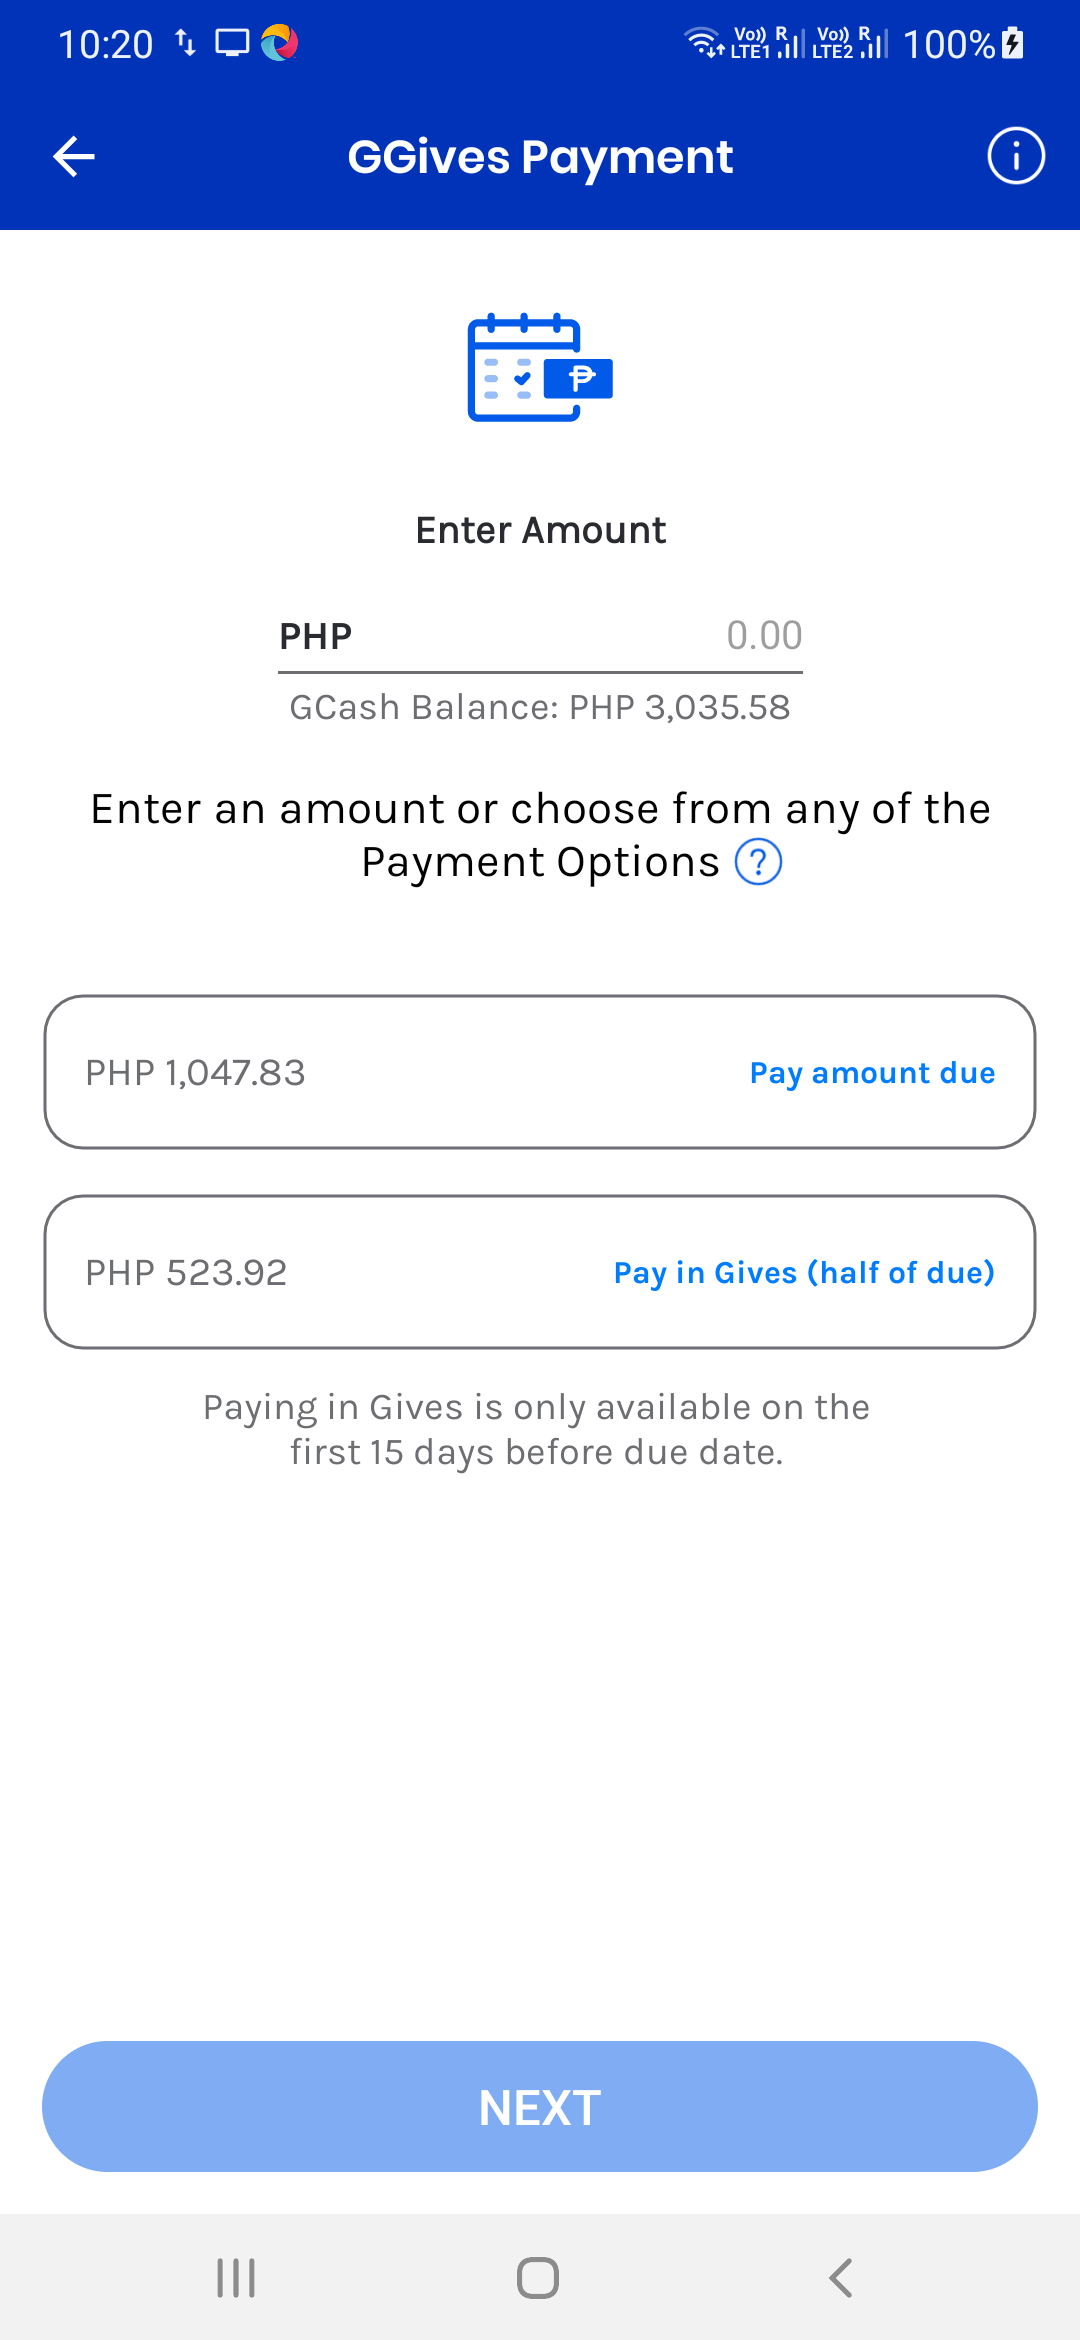 10:20
Vo)) R Vo)) R 100%
LTE1 LTE2
GGives Payment
₱
Enter Amount
PHP 0.00
GCash Balance: PHP 3,035.58
Enter an amount or choose from any of the
Payment Options ?
PHP 1,047.83 Pay amount due
PHP 523.92 Pay in Gives (half of due)
Paying in Gives is only available on the
first 15 days before due date.
NEXT